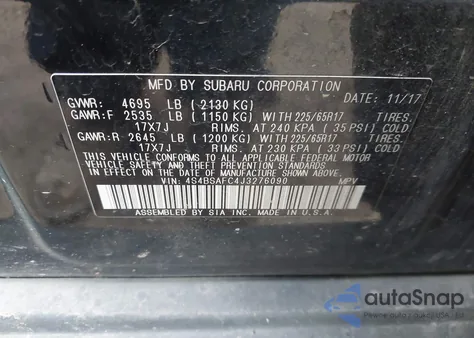 MFD BY SUBARU CORPORATION
GVWR: 4695 LB (2130 KG) DATE: 11/17
GAWR:F 2535 LB (1150 KG) WITH 225/65R17 TIRES,
17X7J RIMS, AT 240 KPA (35 PSI) COLD
GAWR:R 2645 LB (1200 KG) WITH 225/65R17 TIRES,
17X7J RIMS, AT 230 KPA (33 PSI) COLD
THIS VEHICLE CONFORMS TO ALL APPLICABLE FEDERAL MOTOR
VEHICLE SAFETY AND THEFT PREVENTION STANDARDS IN EFFECT
ON THE DATE OF MANUFACTURE SHOWN ABOVE.
VIN: 4S4BSAFC4J3276090 MPV
ASSEMBLED BY SIA INC. MADE IN U.S.A.
autoSnap